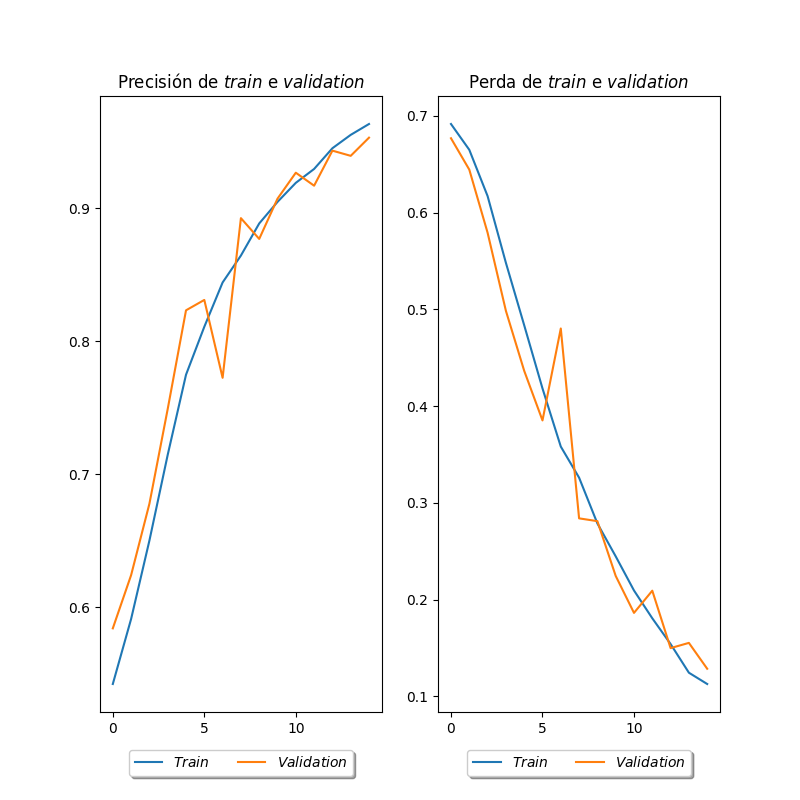 Precisión de train e validation
0.9
0.8
0.7
0.6
0 5 10
Train Validation
Perda de train e validation
0.7
0.6
0.5
0.4
0.3
0.2
0.1
0 5 10
Train Validation